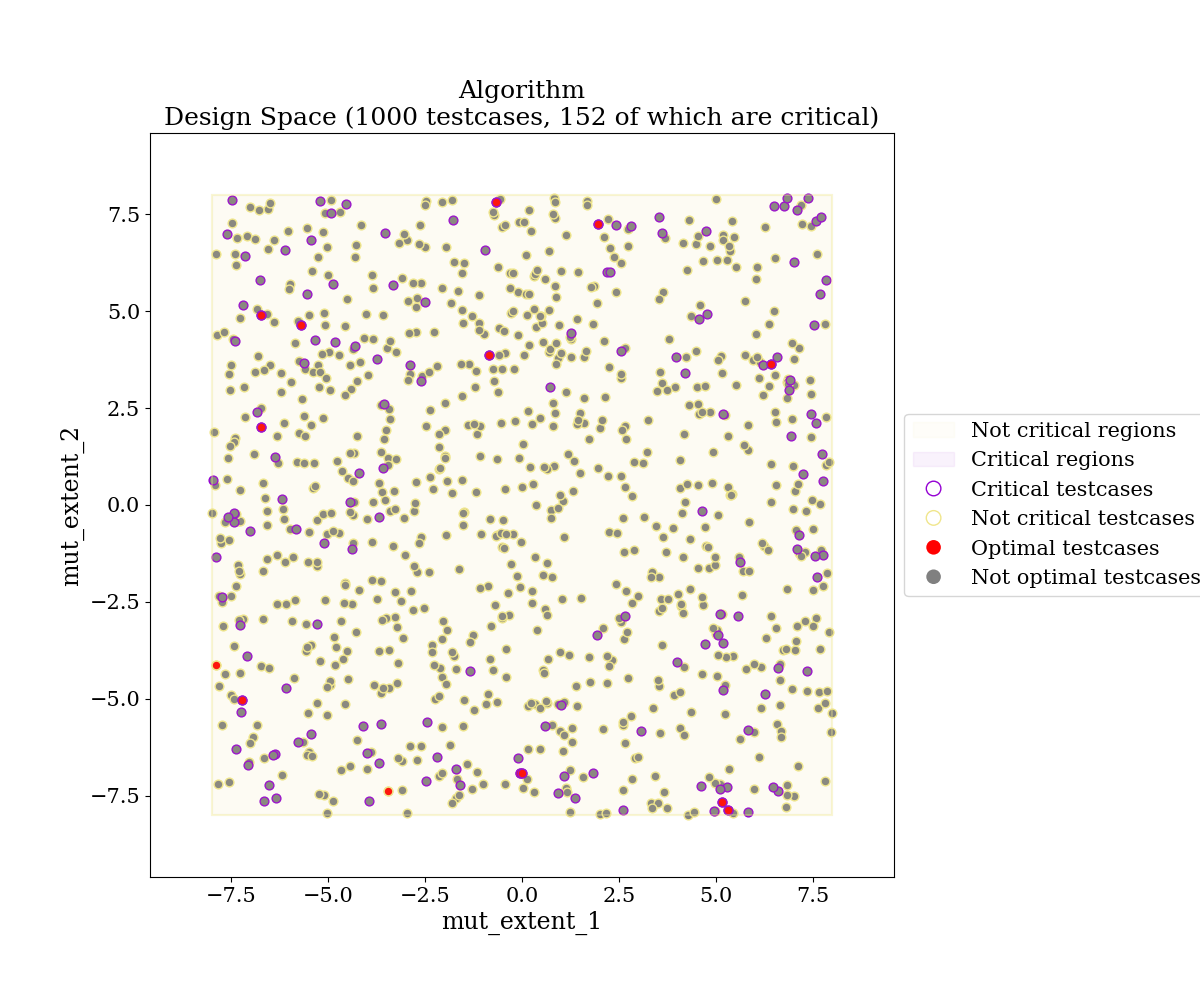 Algorithm
Design Space (1000 testcases, 152 of which are critical)
7.5
5.0
2.5
0.0
−2.5
−5.0
−7.5
mut_extent_2
−7.5 −5.0 −2.5 0.0 2.5 5.0 7.5
mut_extent_1
Not critical regions
Critical regions
Critical testcases
Not critical testcases
Optimal testcases
Not optimal testcases